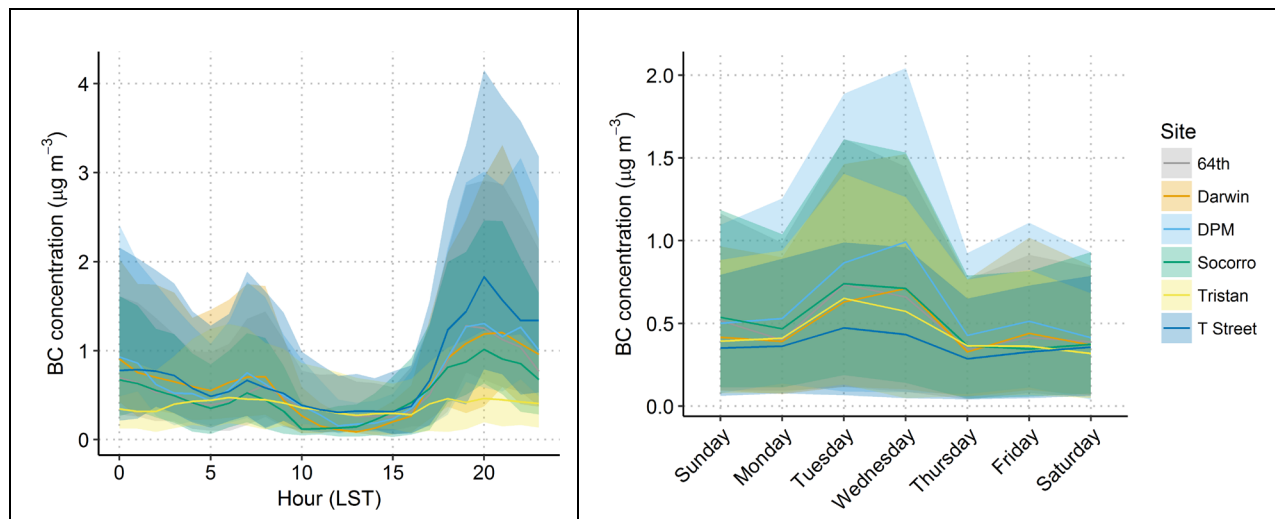 BC concentration (μg m⁻³)
4
3
2
1
0
0
5
10
15
20
Hour (LST)
BC concentration (μg m⁻³)
2.0
1.5
1.0
0.5
0.0
Sunday
Monday
Tuesday
Wednesday
Thursday
Friday
Saturday
Site
64th
Darwin
DPM
Socorro
Tristan
T Street